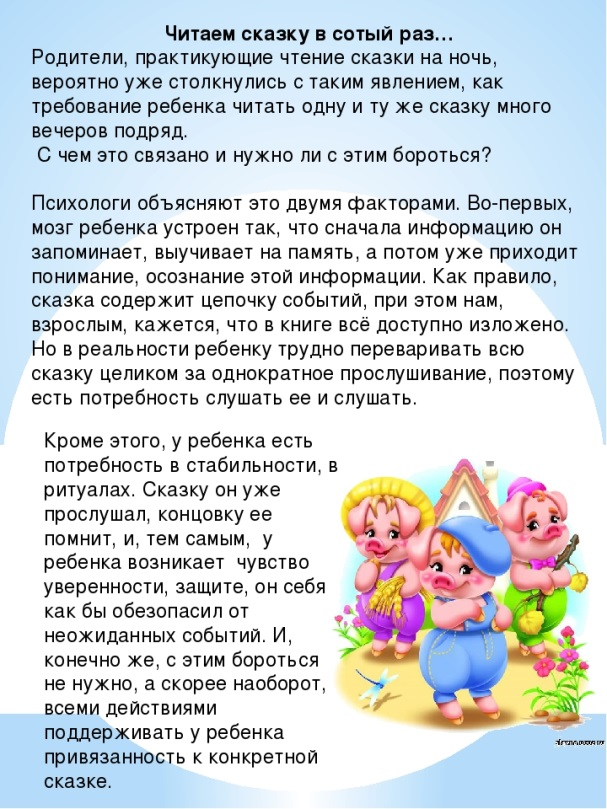 Читаем сказку в сотый раз…
Родители, практикующие чтение сказки на ночь,
вероятно уже столкнулись с таким явлением, как
требование ребенка читать одну и ту же сказку много
вечеров подряд.
С чем это связано и нужно ли с этим бороться?
Психологи объясняют это двумя факторами. Во-первых,
мозг ребенка устроен так, что сначала информацию он
запоминает, выучивает на память, а потом уже приходит
понимание, осознание этой информации. Как правило,
сказка содержит цепочку событий, при этом нам,
взрослым, кажется, что в книге всё доступно изложено.
Но в реальности ребенку трудно переваривать всю
сказку целиком за однократное прослушивание, поэтому
есть потребность слушать ее и слушать.
Кроме этого, у ребенка есть
потребность в стабильности, в
ритуалах. Сказку он уже
прослушал, концовку ее
помнит, и, тем самым, у
ребенка возникает чувство
уверенности, защите, он себя
как бы обезопасил от
неожиданных событий. И,
конечно же, с этим бороться
не нужно, а скорее наоборот,
всеми действиями
поддерживать у ребенка
привязанность к конкретной
сказке.